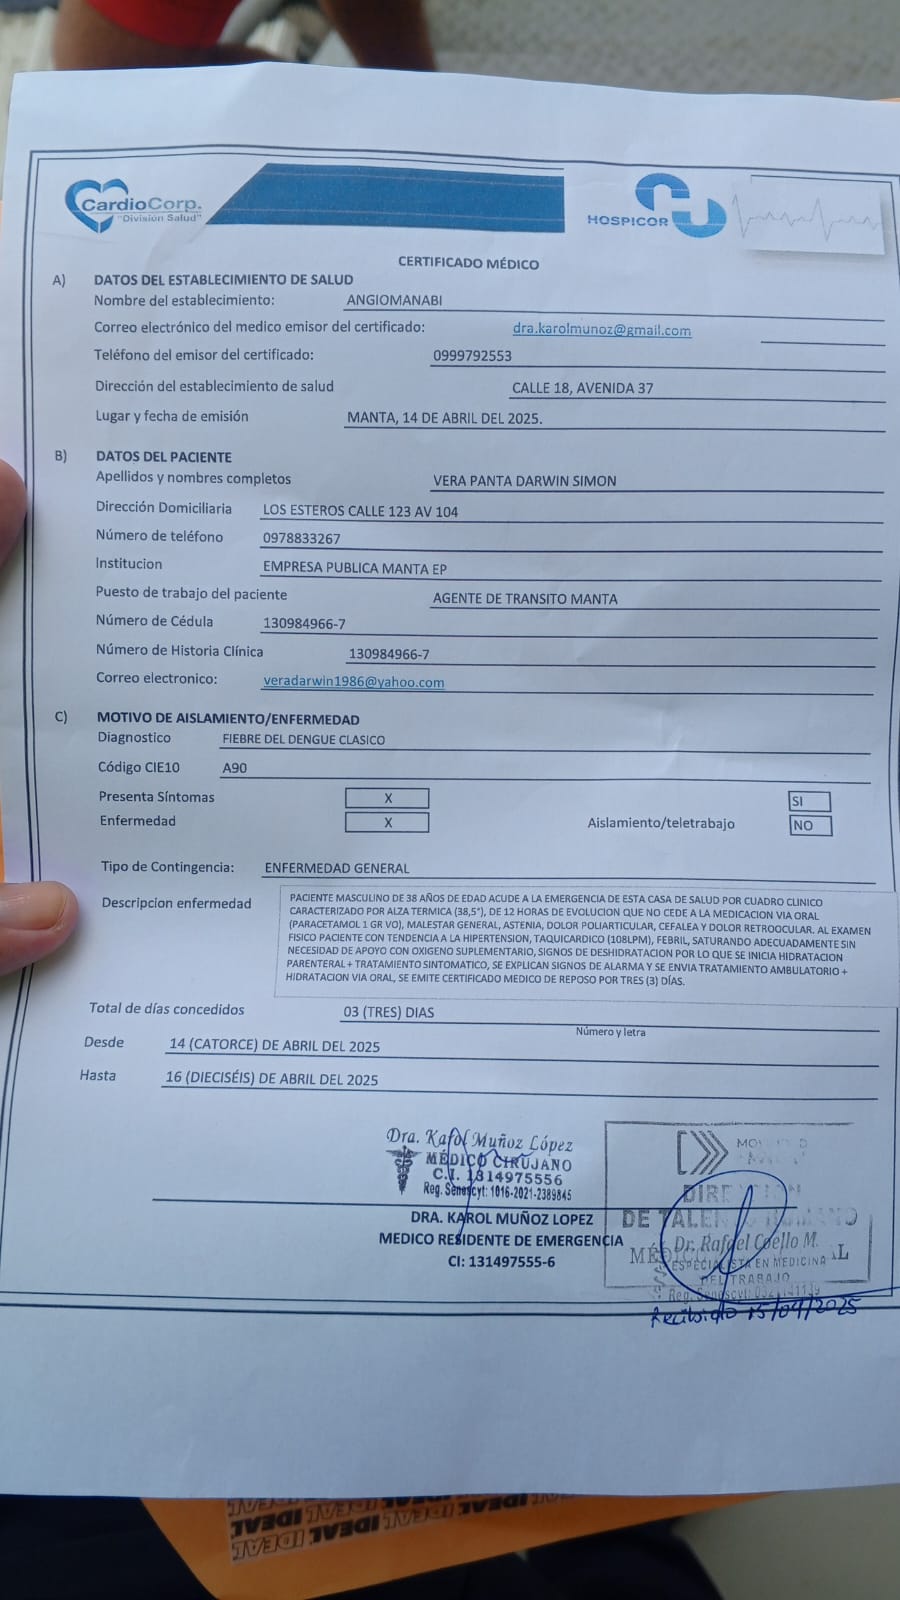 CardioCorp.
"División Salud"
HOSPICOR
CERTIFICADO MÉDICO
A) DATOS DEL ESTABLECIMIENTO DE SALUD
Nombre del establecimiento: ANGIOMANABI
Correo electrónico del medico emisor del certificado: dra.karolmunoz@gmail.com
Teléfono del emisor del certificado: 0999792553
Dirección del establecimiento de salud CALLE 18, AVENIDA 37
Lugar y fecha de emisión MANTA, 14 DE ABRIL DEL 2025.
B) DATOS DEL PACIENTE
Apellidos y nombres completos VERA PANTA DARWIN SIMON
Dirección Domiciliaria LOS ESTEROS CALLE 123 AV 104
Número de teléfono 0978833267
Institucion EMPRESA PUBLICA MANTA EP
Puesto de trabajo del paciente AGENTE DE TRANSITO MANTA
Número de Cédula 130984966-7
Número de Historia Clínica 130984966-7
Correo electronico: veradarwin1986@yahoo.com
C) MOTIVO DE AISLAMIENTO/ENFERMEDAD
Diagnostico FIEBRE DEL DENGUE CLASICO
Código CIE10 A90
Presenta Síntomas X SI
Enfermedad X Aislamiento/teletrabajo NO
Tipo de Contingencia: ENFERMEDAD GENERAL
Descripcion enfermedad PACIENTE MASCULINO DE 38 AÑOS DE EDAD ACUDE A LA EMERGENCIA DE ESTA CASA DE SALUD POR CUADRO CLINICO
CARACTERIZADO POR ALZA TERMICA (38,5°), DE 12 HORAS DE EVOLUCION QUE NO CEDE A LA MEDICACION VIA ORAL
(PARACETAMOL 1 GR VO), MALESTAR GENERAL, ASTENIA, DOLOR POLIARTICULAR, CEFALEA Y DOLOR RETROOCULAR. AL EXAMEN
FISICO PACIENTE CON TENDENCIA A LA HIPERTENSION, TAQUICARDICO (108LPM), FEBRIL, SATURANDO ADECUADAMENTE SIN
NECESIDAD DE APOYO CON OXIGENO SUPLEMENTARIO, SIGNOS DE DESHIDRATACION POR LO QUE SE INICIA HIDRATACION
PARENTERAL + TRATAMIENTO SINTOMATICO, SE EXPLICAN SIGNOS DE ALARMA Y SE ENVIA TRATAMIENTO AMBULATORIO +
HIDRATACION VIA ORAL, SE EMITE CERTIFICADO MEDICO DE REPOSO POR TRES (3) DÍAS.
Total de días concedidos 03 (TRES) DIAS
Número y letra
Desde 14 (CATORCE) DE ABRIL DEL 2025
Hasta 16 (DIECISÉIS) DE ABRIL DEL 2025
Dra. Karol Muñoz López
MÉDICO CIRUJANO
C.I. 1314975556
Reg. Senescyt: 1016-2021-2389845
DRA. KAROL MUÑOZ LOPEZ
MEDICO RESIDENTE DE EMERGENCIA
CI: 131497555-6
DE TALENTO HUMANO
Dr. Rafael Coello M.
ESPECIALISTA EN MEDICINA
DEL TRABAJO
Reg. Senescyt:
Recibido 15/04/2025
IDEAL IDEAL IDEAL IDEAL
IDEAL IDEAL IDEAL IDEAL
IDEAL IDEAL